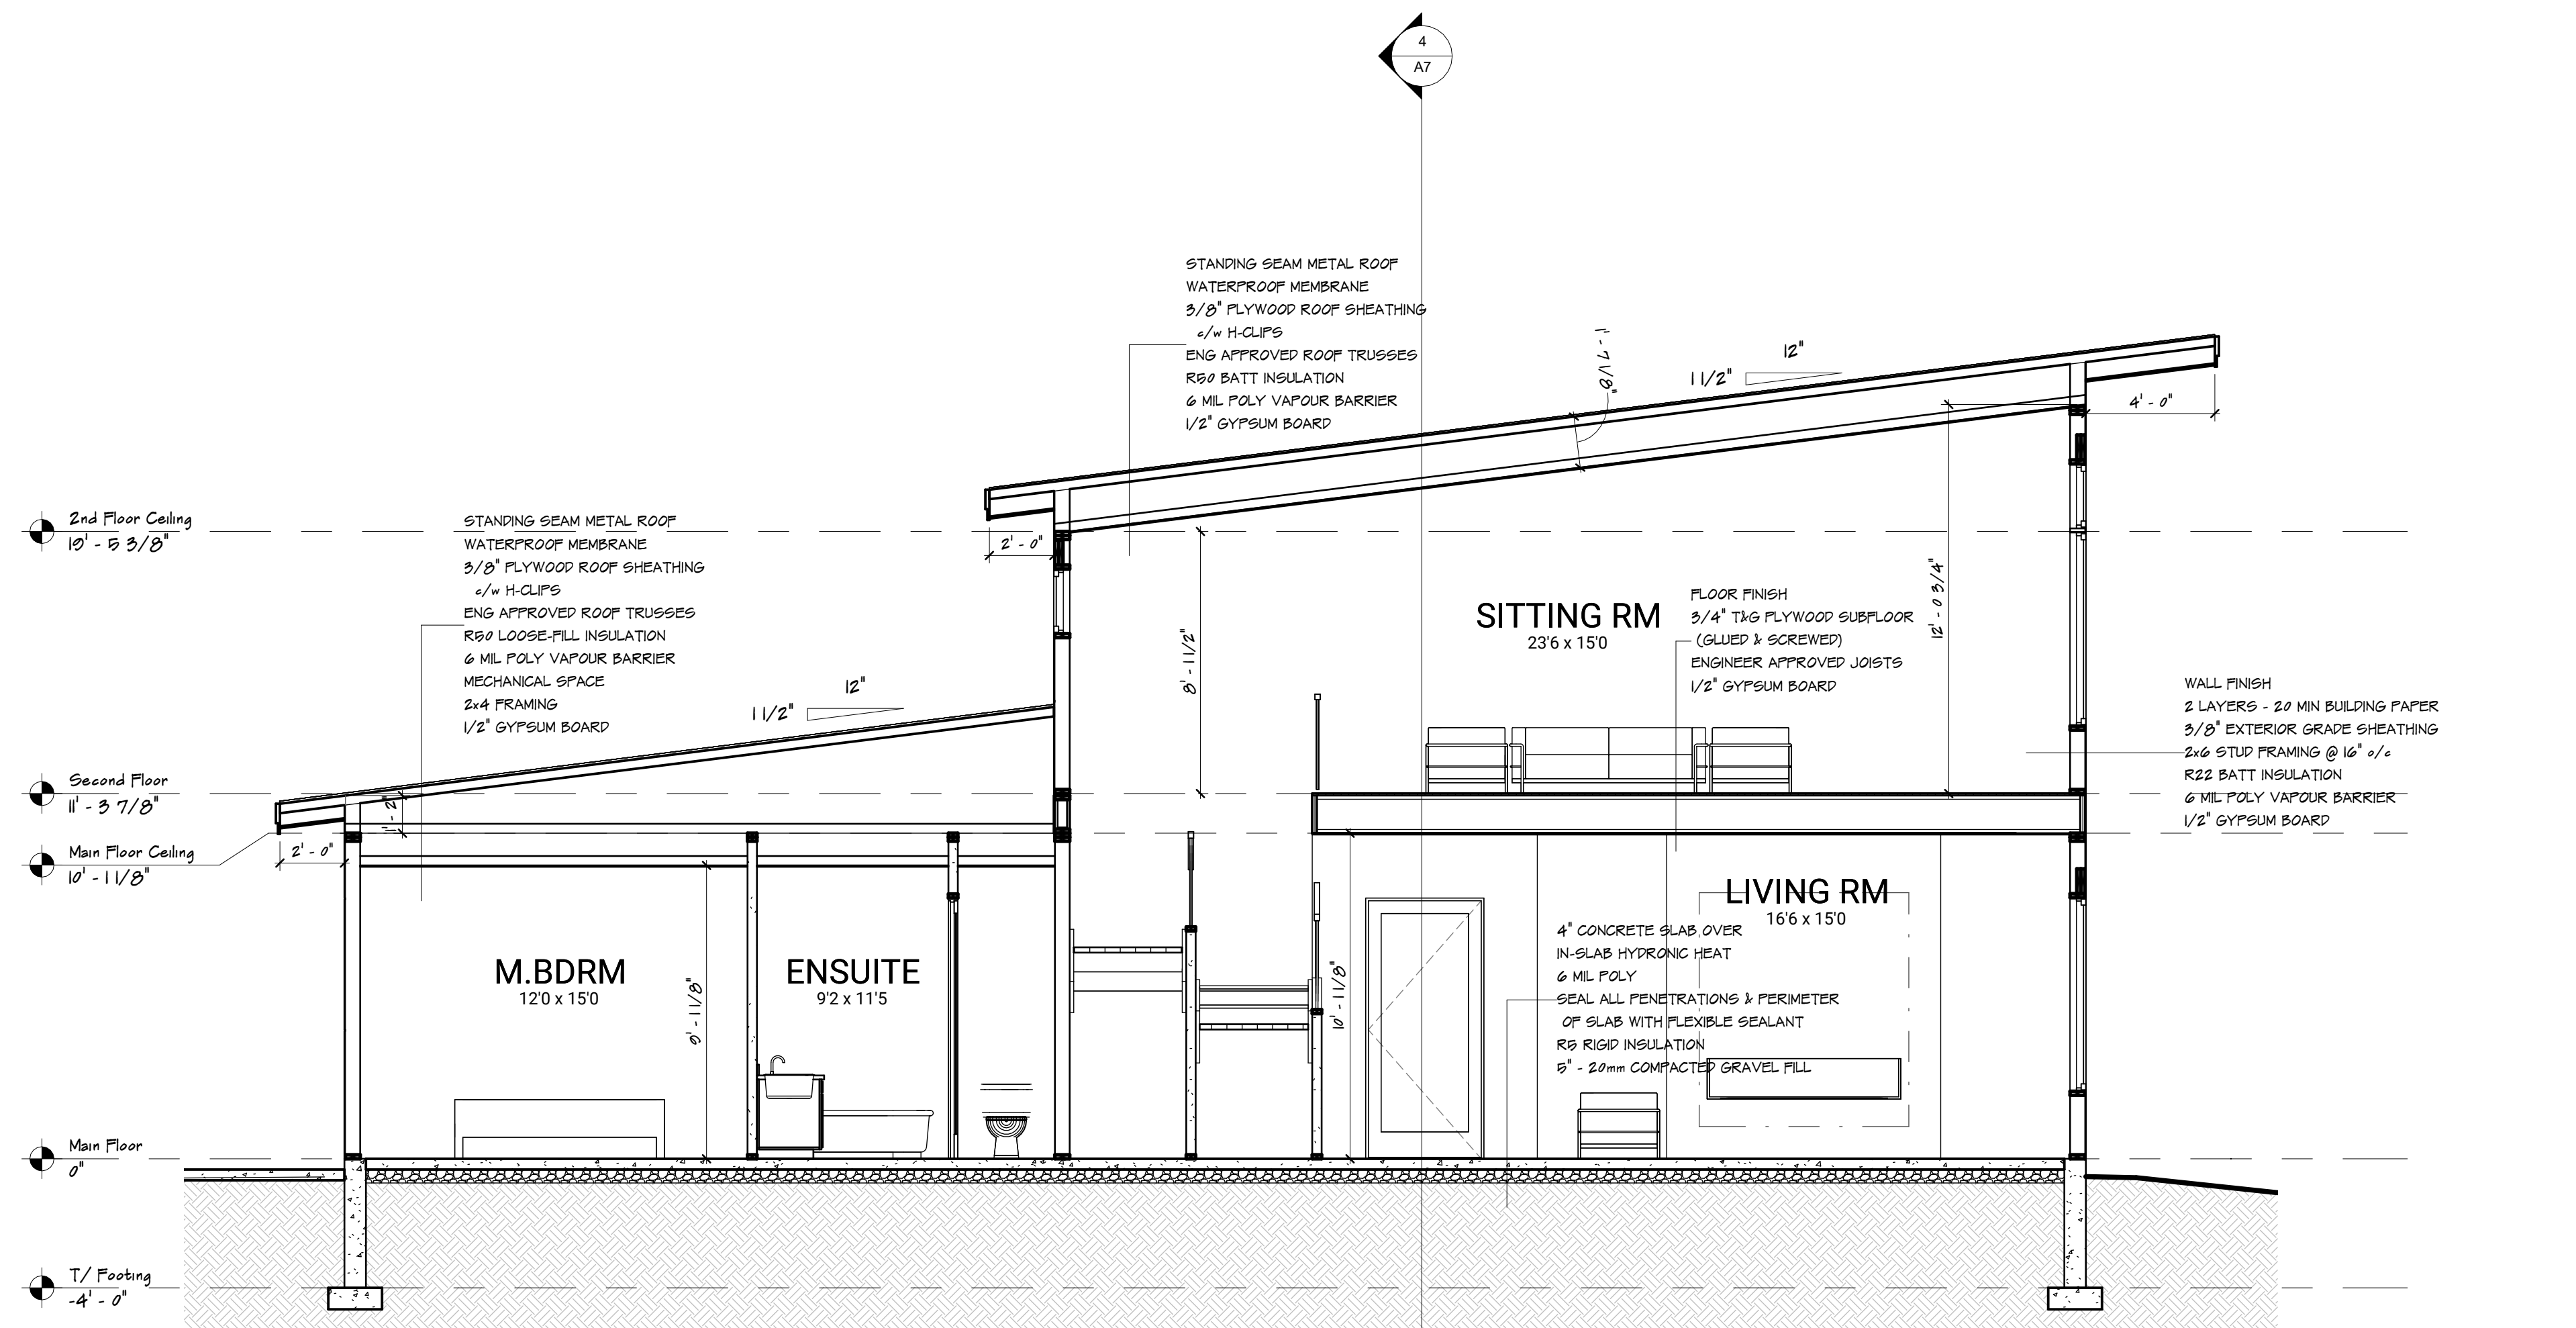 4
A7
STANDING SEAM METAL ROOF
WATERPROOF MEMBRANE
3/8" PLYWOOD ROOF SHEATHING
c/w H-CLIPS
ENG APPROVED ROOF TRUSSES
R50 BATT INSULATION
6 MIL POLY VAPOUR BARRIER
1/2" GYPSUM BOARD
1' - 7 1/8"
12"
1 1/2"
4' - 0"
2nd Floor Ceiling
19' - 5 3/8"
STANDING SEAM METAL ROOF
WATERPROOF MEMBRANE
3/8" PLYWOOD ROOF SHEATHING
c/w H-CLIPS
ENG APPROVED ROOF TRUSSES
R50 LOOSE-FILL INSULATION
6 MIL POLY VAPOUR BARRIER
MECHANICAL SPACE
2x4 FRAMING
1/2" GYPSUM BOARD
2' - 0"
8' - 1 1/2"
SITTING RM
23'6 x 15'0
FLOOR FINISH
3/4" T&G PLYWOOD SUBFLOOR
(GLUED & SCREWED)
ENGINEER APPROVED JOISTS
1/2" GYPSUM BOARD
12' - 0 3/4"
WALL FINISH
2 LAYERS - 20 MIN BUILDING PAPER
3/8" EXTERIOR GRADE SHEATHING
2x6 STUD FRAMING @ 16" o/c
R22 BATT INSULATION
6 MIL POLY VAPOUR BARRIER
1/2" GYPSUM BOARD
12"
1 1/2"
Second Floor
11' - 3 7/8"
1' - 2"
2' - 0"
Main Floor Ceiling
10' - 1 1/8"
M.BDRM
12'0 x 15'0
9' - 1 1/8"
ENSUITE
9'2 x 11'5
10' - 1 1/8"
LIVING RM
16'6 x 15'0
4" CONCRETE SLAB OVER
IN-SLAB HYDRONIC HEAT
6 MIL POLY
SEAL ALL PENETRATIONS & PERIMETER
OF SLAB WITH FLEXIBLE SEALANT
R5 RIGID INSULATION
5" - 20mm COMPACTED GRAVEL FILL
Main Floor
0"
T/ Footing
-4' - 0"